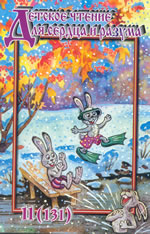 Детское чтение
Для сердца и разума
11 (131)